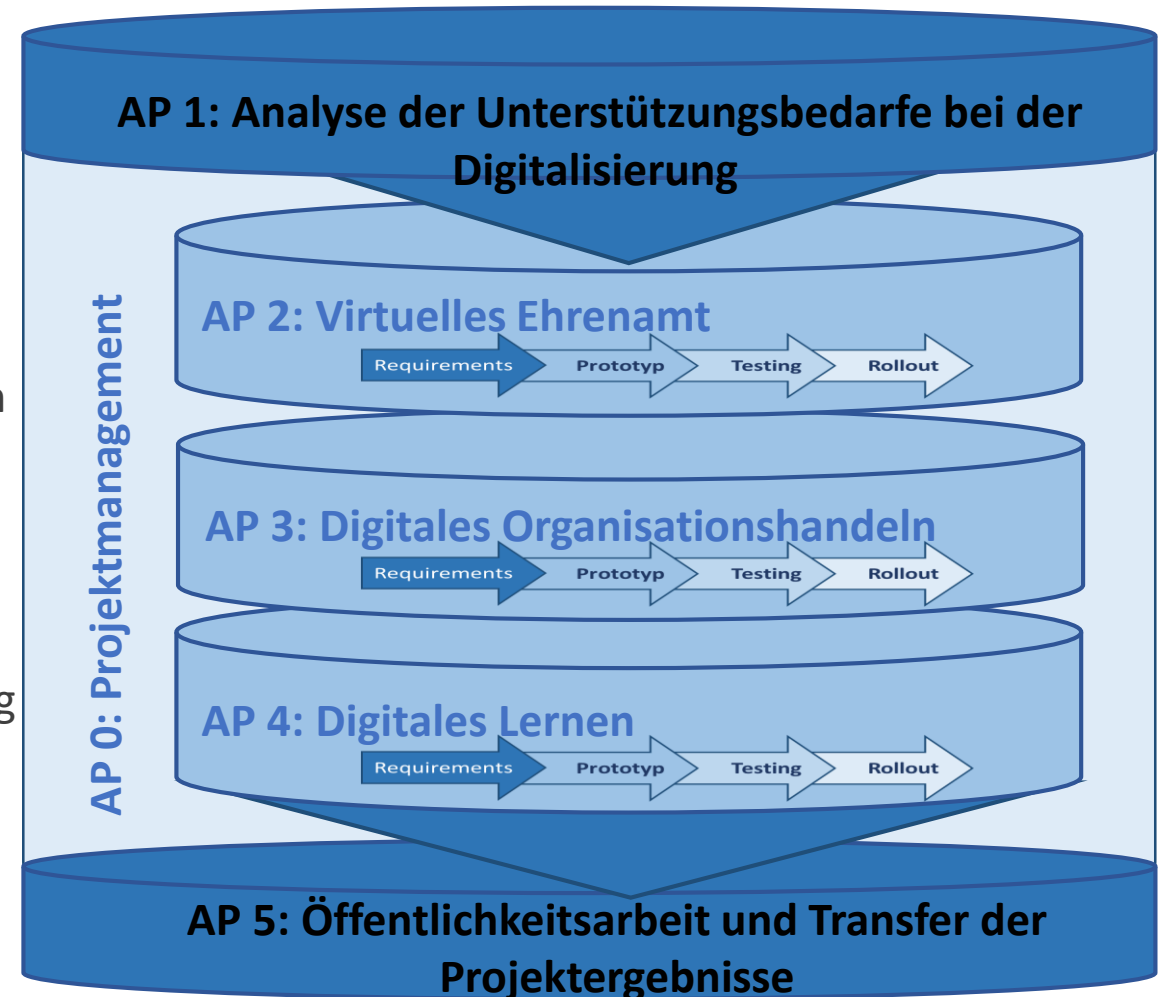 AP 1: Analyse der Unterstützungsbedarfe bei der
Digitalisierung
AP 0: Projektmanagement
AP 2: Virtuelles Ehrenamt
Requirements Prototyp Testing Rollout
AP 3: Digitales Organisationshandeln
Requirements Prototyp Testing Rollout
AP 4: Digitales Lernen
Requirements Prototyp Testing Rollout
AP 5: Öffentlichkeitsarbeit und Transfer der
Projektergebnisse